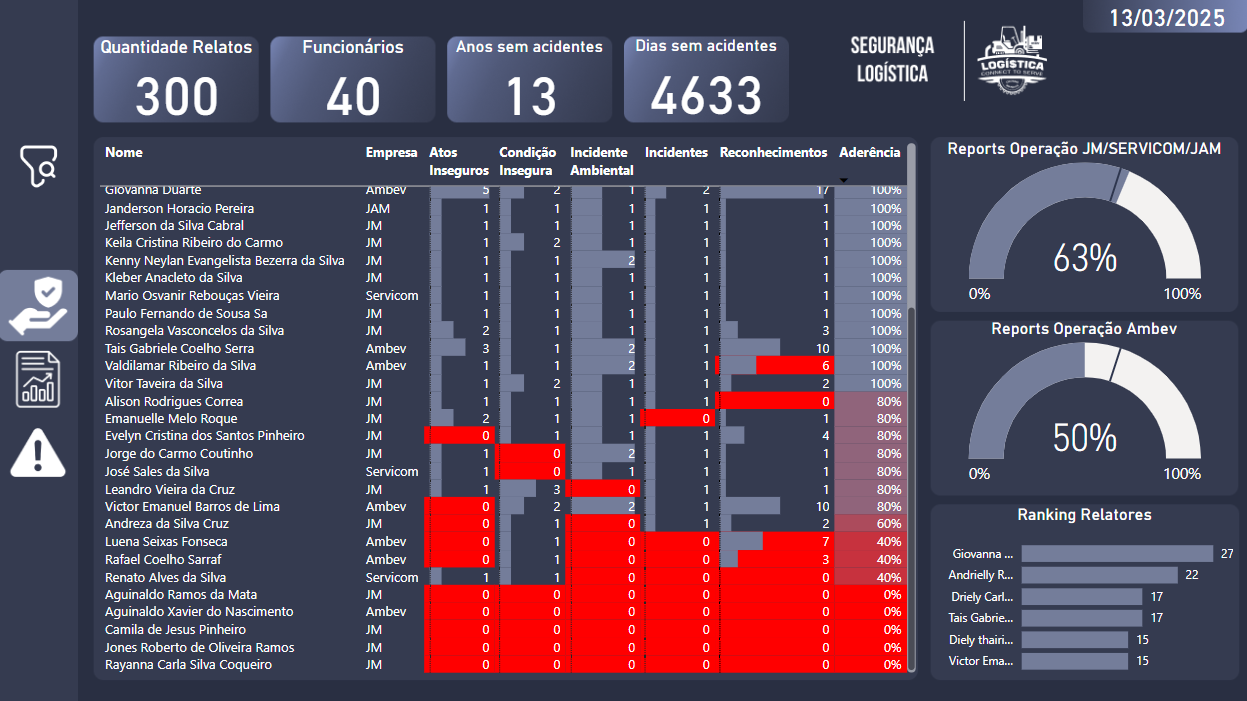 13/03/2025
Quantidade Relatos
300
Funcionários
40
Anos sem acidentes
13
Dias sem acidentes
4633
SEGURANÇA
LOGÍSTICA
LOGÍSTICA
CONNECT TO SERVE
Nome Empresa Atos Inseguros Condição Insegura Incidente Ambiental Incidentes Reconhecimentos Aderência
Giovanna Duarte Ambev 5 2 1 2 17 100%
Janderson Horacio Pereira JAM 1 1 1 1 1 100%
Jefferson da Silva Cabral JM 1 1 1 1 1 100%
Keila Cristina Ribeiro do Carmo JM 1 2 1 1 1 100%
Kenny Neylan Evangelista Bezerra da Silva JM 1 1 2 1 1 100%
Kleber Anacleto da Silva JM 1 1 1 1 1 100%
Mario Osvanir Rebouças Vieira Servicom 1 1 1 1 1 100%
Paulo Fernando de Sousa Sa JM 1 1 1 1 1 100%
Rosangela Vasconcelos da Silva JM 2 1 1 1 3 100%
Tais Gabriele Coelho Serra Ambev 3 1 2 1 10 100%
Valdilamar Ribeiro da Silva Ambev 1 1 2 1 6 100%
Vitor Taveira da Silva JM 1 2 1 1 2 100%
Alison Rodrigues Correa JM 1 1 1 1 0 80%
Emanuelle Melo Roque JM 2 1 1 0 1 80%
Evelyn Cristina dos Santos Pinheiro JM 0 1 1 1 4 80%
Jorge do Carmo Coutinho JM 1 0 2 1 1 80%
José Sales da Silva Servicom 1 0 1 1 1 80%
Leandro Vieira da Cruz JM 1 3 0 1 1 80%
Victor Emanuel Barros de Lima Ambev 0 2 2 1 10 80%
Andreza da Silva Cruz JM 0 1 0 1 2 60%
Luena Seixas Fonseca Ambev 0 1 0 0 7 40%
Rafael Coelho Sarraf Ambev 0 1 0 0 3 40%
Renato Alves da Silva Servicom 1 1 0 0 0 40%
Aguinaldo Ramos da Mata JM 0 0 0 0 0 0%
Aguinaldo Xavier do Nascimento Ambev 0 0 0 0 0 0%
Camila de Jesus Pinheiro JM 0 0 0 0 0 0%
Jones Roberto de Oliveira Ramos JM 0 0 0 0 0 0%
Rayanna Carla Silva Coqueiro JM 0 0 0 0 0 0%
Reports Operação JM/SERVICOM/JAM
63%
0% 100%
Reports Operação Ambev
50%
0% 100%
Ranking Relatores
Giovanna ... 27
Andrielly R... 22
Driely Carl... 17
Tais Gabrie... 17
Diely thairi... 15
Victor Ema... 15